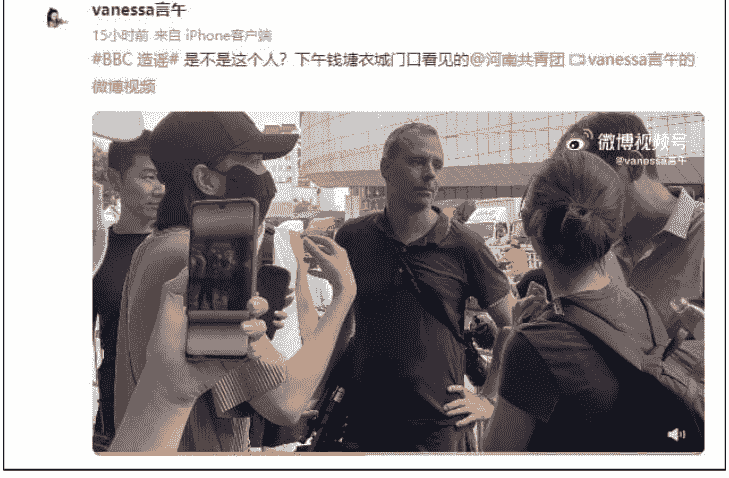 vanessa言午
15小时前 来自 iPhone客户端
#BBC 造谣# 是不是这个人？下午钱塘衣城门口看见的@河南共青团 vanessa言午的
微博视频
微博视频号
@vanessa言午